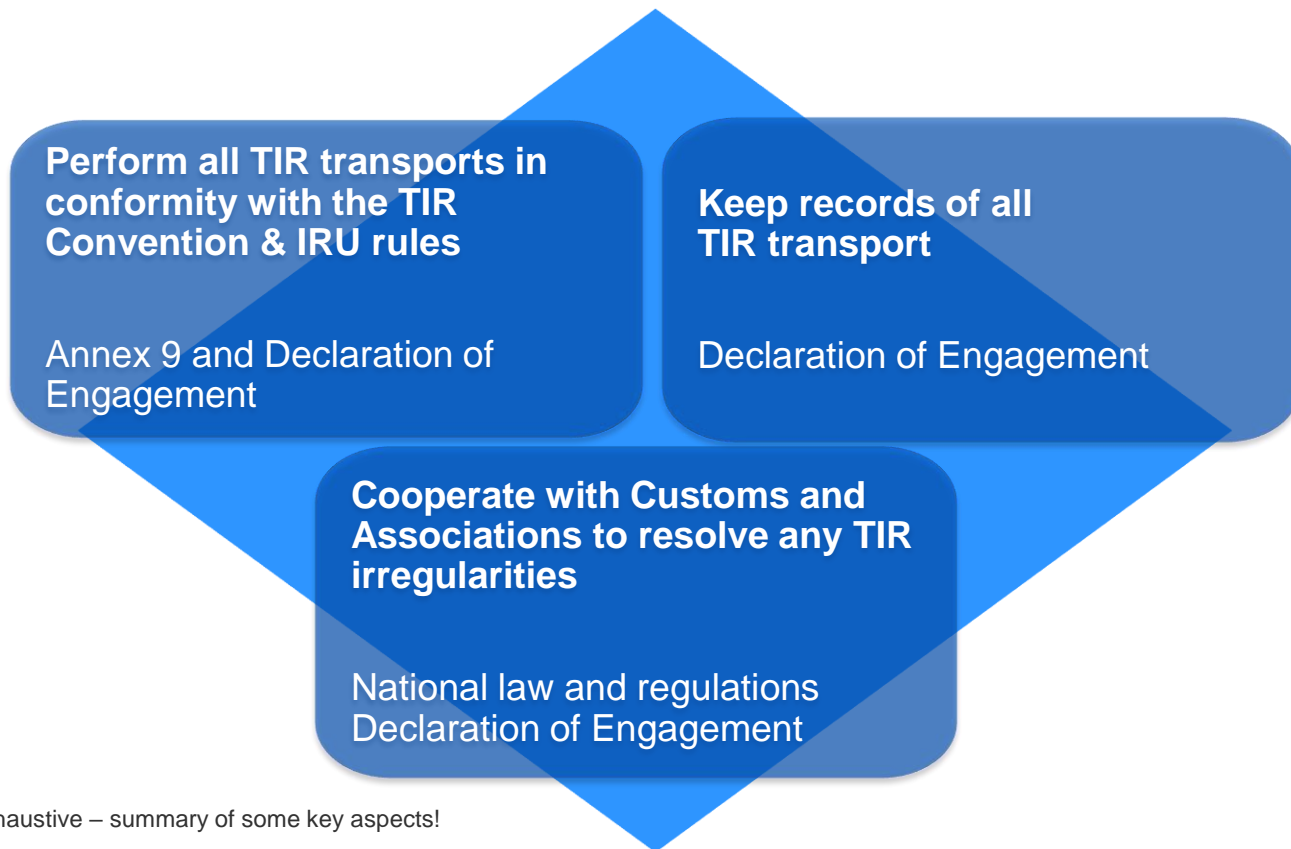 Perform all TIR transports in
conformity with the TIR
Convention & IRU rules
Annex 9 and Declaration of
Engagement
Keep records of all
TIR transport
Declaration of Engagement
Cooperate with Customs and
Associations to resolve any TIR
irregularities
National law and regulations
Declaration of Engagement
– summary of some key aspects!